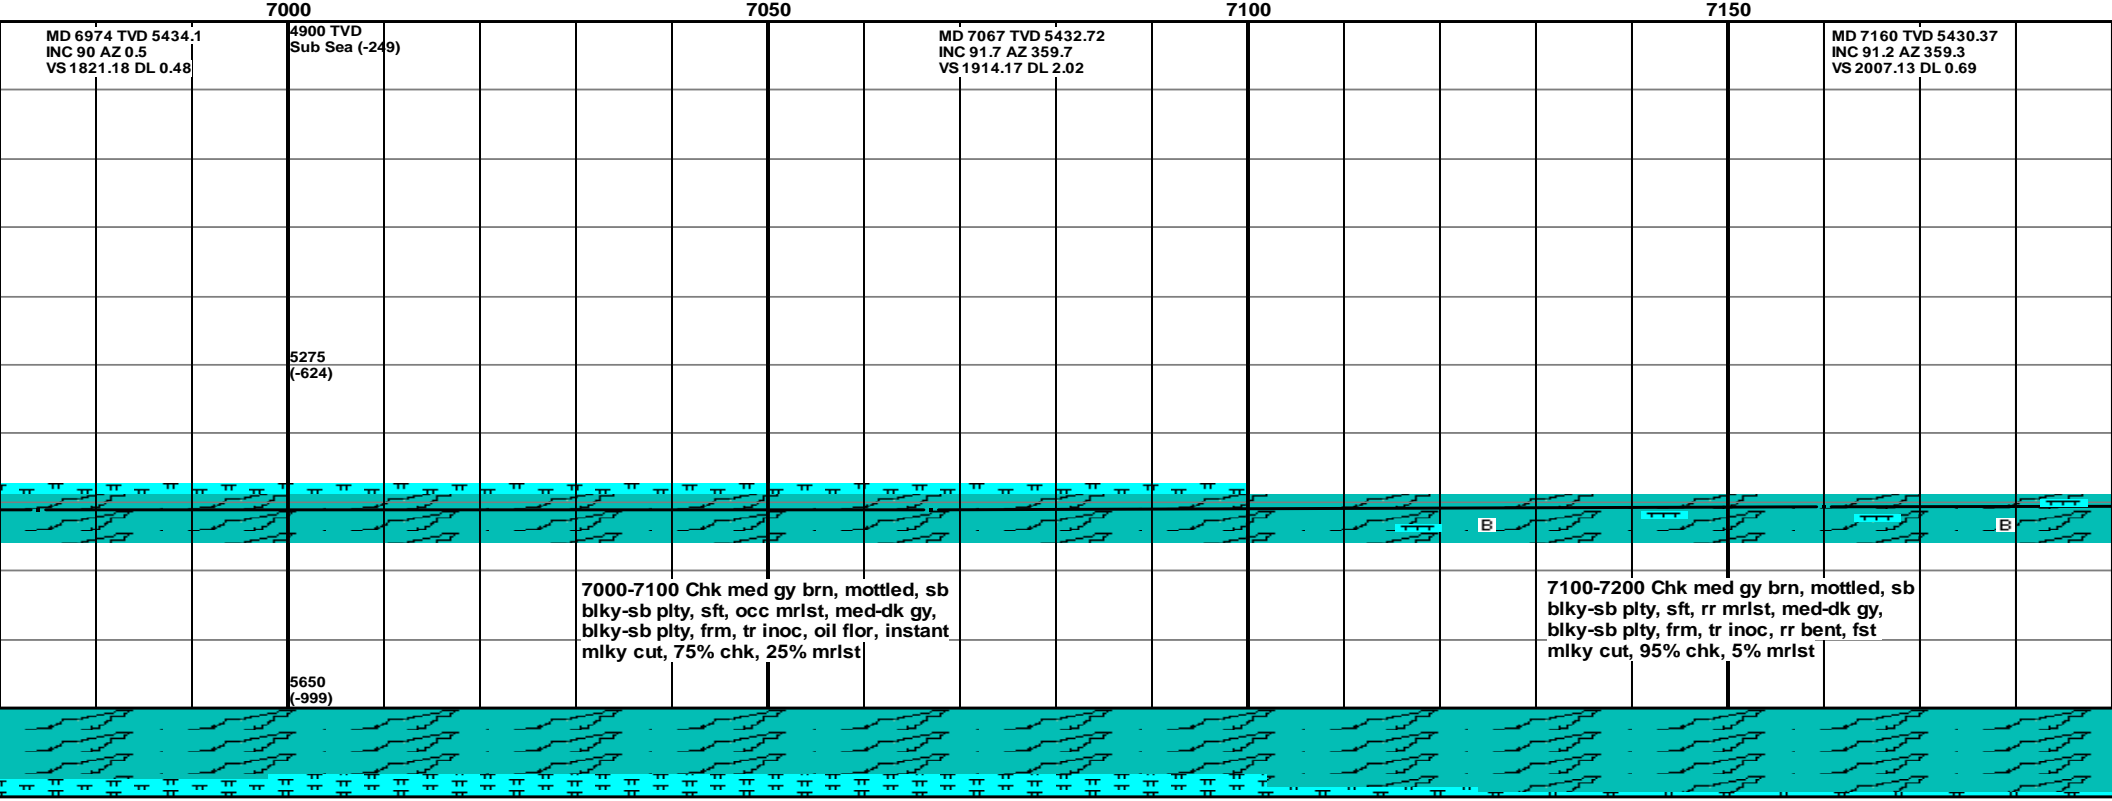 7000 7050 7100 7150
MD 6974 TVD 5434.1
INC 90 AZ 0.5
VS 1821.18 DL 0.48
4900 TVD
Sub Sea (-249)
MD 7067 TVD 5432.72
INC 91.7 AZ 359.7
VS 1914.17 DL 2.02
MD 7160 TVD 5430.37
INC 91.2 AZ 359.3
VS 2007.13 DL 0.69
5275
(-624)
B B
7000-7100 Chk med gy brn, mottled, sb
blky-sb plty, sft, occ mrlst, med-dk gy,
blky-sb plty, frm, tr inoc, oil flor, instant
mlky cut, 75% chk, 25% mrlst
7100-7200 Chk med gy brn, mottled, sb
blky-sb plty, sft, rr mrlst, med-dk gy,
blky-sb plty, frm, tr inoc, rr bent, fst
mlky cut, 95% chk, 5% mrlst
5650
(-999)